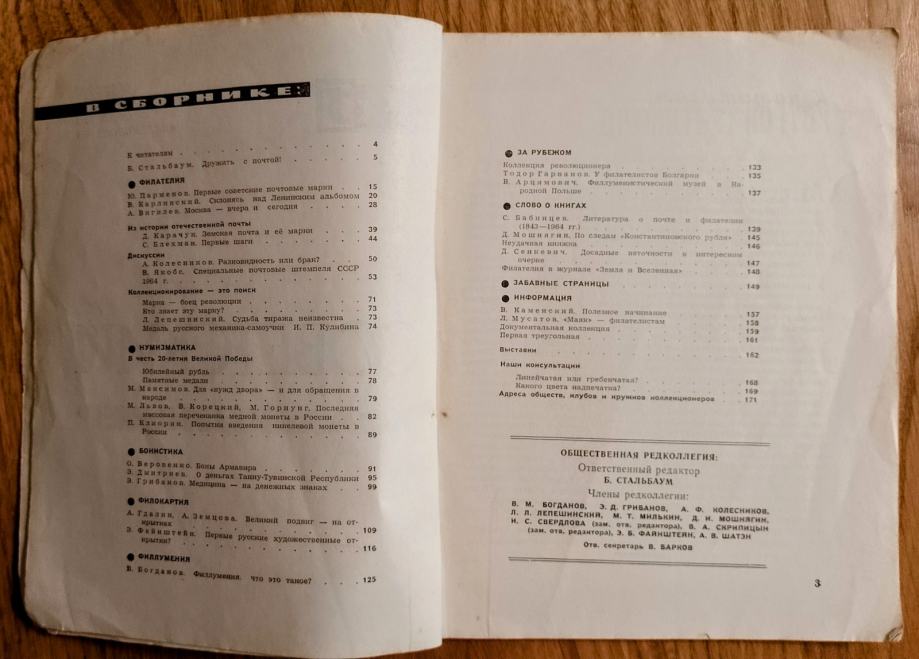 В СБОРНИКЕ:
К читателям . . . . . . . . . . 4
Б. Стальбаум. Дружить с почтой! . . . . . 5
ФИЛАТЕЛИЯ
Ю. Парменов. Первые советские почтовые марки . . . 15
В. Карлинский. Склонясь над Ленинским альбомом 20
А. Вигилев. Москва — вчера и сегодня . . . . 28
Из истории отечественной почты
Д. Карачун. Земская почта и её марки . . . . 39
С. Блехман. Первые шаги . . . . . . . 44
Дискуссии
А. Колесников. Разновидность или брак? . . . 50
В. Якобс. Специальные почтовые штемпеля СССР
1964 г. . . . . . . . . . . . 53
Коллекционирование — это поиск
Марка — боец революции . . . . . . . 71
Кто знает эту марку? . . . . . . . . 73
Л. Лепешинский. Судьба тиража неизвестна . . 73
Медаль русского механика-самоучки И. П. Кулибина 74
НУМИЗМАТИКА
В честь 20-летия Великой Победы
Юбилейный рубль . . . . . . . . . 77
Памятные медали . . . . . . . . . 78
М. Максимов. Для «нужд двора» — и для обращения в
народе . . . . . . . . . . . 79
М. Львов, В. Корецкий, М. Горнунг. Последняя
массовая перечеканка медной монеты в России . . 82
П. Клиорин. Попытки введения никелевой монеты в
России . . . . . . . . . . . 89
БОНИСТИКА
О. Веровенко. Боны Армавира . . . . . . 91
Э. Дмитриев. О деньгах Танну-Тувинской Республики 95
Э. Грибанов. Медицина — на денежных знаках . . . 99
ФИЛОКАРТИЯ
А. Гдалин, А. Земцова. Великий подвиг — на от-
крытках . . . . . . . . . . . 109
Э. Файнштейн. Первые русские художественные от-
крытки? . . . . . . . . . . . 116
ФИЛЛУМЕНИЯ
В. Богданов. Филлумения. Что это такое? . . . . 125
ЗА РУБЕЖОМ
Коллекция революционера . . . . . . . 133
Тодор Гарванов. У филателистов Болгарии . . . 135
В. Арцимович. Филлуменистический музей в На-
родной Польше . . . . . . . . . 137
СЛОВО О КНИГАХ
С. Бабинцев. Литература о почте и филателии
(1843—1964 гг.) . . . . . . . . . 139
Д. Мошнягин. По следам «Константиновского рубля» . 145
Неудачная книжка . . . . . . . . . 146
Д. Сенкевич. Досадные неточности в интересном
очерке . . . . . . . . . . . 147
Филателия в журнале «Земля и Вселенная» . . . . 148
ЗАБАВНЫЕ СТРАНИЦЫ . . . . . . . 149
ИНФОРМАЦИЯ
В. Каменский. Полезное начинание . . . . . 157
Л. Мусатов. «Маяк» — филателистам . . . . 158
Документальная коллекция . . . . . . . 159
Первая треугольная . . . . . . . . . 161
Выставки . . . . . . . . . . . 162
Наши консультации
Линейчатая или гребенчатая? . . . . . . 168
Какого цвета надпечатка? . . . . . . . 169
Адреса обществ, клубов и кружков коллекционеров . . . 171
ОБЩЕСТВЕННАЯ РЕДКОЛЛЕГИЯ:
Ответственный редактор
Б. СТАЛЬБАУМ
Члены редколлегии:
В. М. БОГДАНОВ, Э. Д. ГРИБАНОВ, А. Ф. КОЛЕСНИКОВ,
Л. Л. ЛЕПЕШИНСКИЙ, М. Т. МИЛЬКИН, Д. И. МОШНЯГИН,
Н. С. СВЕРДЛОВА (зам. отв. редактора), В. А. СКРИПИЦЫН
(зам. отв. редактора), Э. Б. ФАЙНШТЕЙН, А. В. ШАТЭН
Отв. секретарь В. БАРКОВ
3